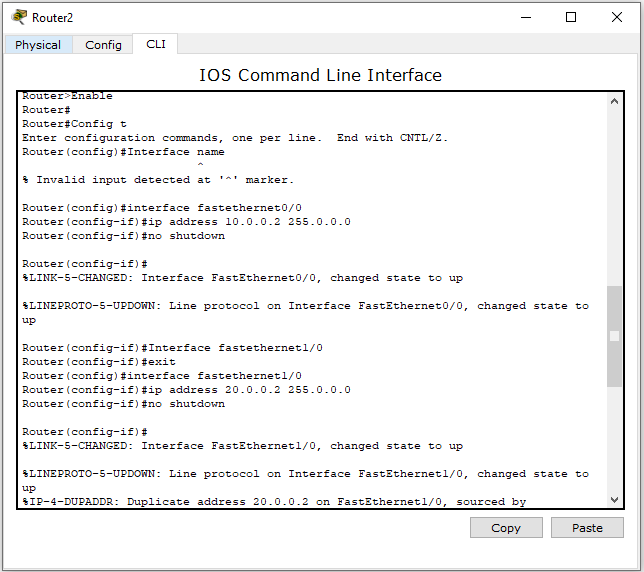 Router2
Physical Config CLI
IOS Command Line Interface
Router>Enable
Router#
Router#Config t
Enter configuration commands, one per line.  End with CNTL/Z.
Router(config)#Interface name
^
% Invalid input detected at '^' marker.
Router(config)#interface fastethernet0/0
Router(config-if)#ip address 10.0.0.2 255.0.0.0
Router(config-if)#no shutdown
Router(config-if)#
%LINK-5-CHANGED: Interface FastEthernet0/0, changed state to up
%LINEPROTO-5-UPDOWN: Line protocol on Interface FastEthernet0/0, changed state to
up
Router(config-if)#Interface fastethernet1/0
Router(config-if)#exit
Router(config)#interface fastethernet1/0
Router(config-if)#ip address 20.0.0.2 255.0.0.0
Router(config-if)#no shutdown
Router(config-if)#
%LINK-5-CHANGED: Interface FastEthernet1/0, changed state to up
%LINEPROTO-5-UPDOWN: Line protocol on Interface FastEthernet1/0, changed state to
up
%IP-4-DUPADDR: Duplicate address 20.0.0.2 on FastEthernet1/0, sourced by
Copy Paste